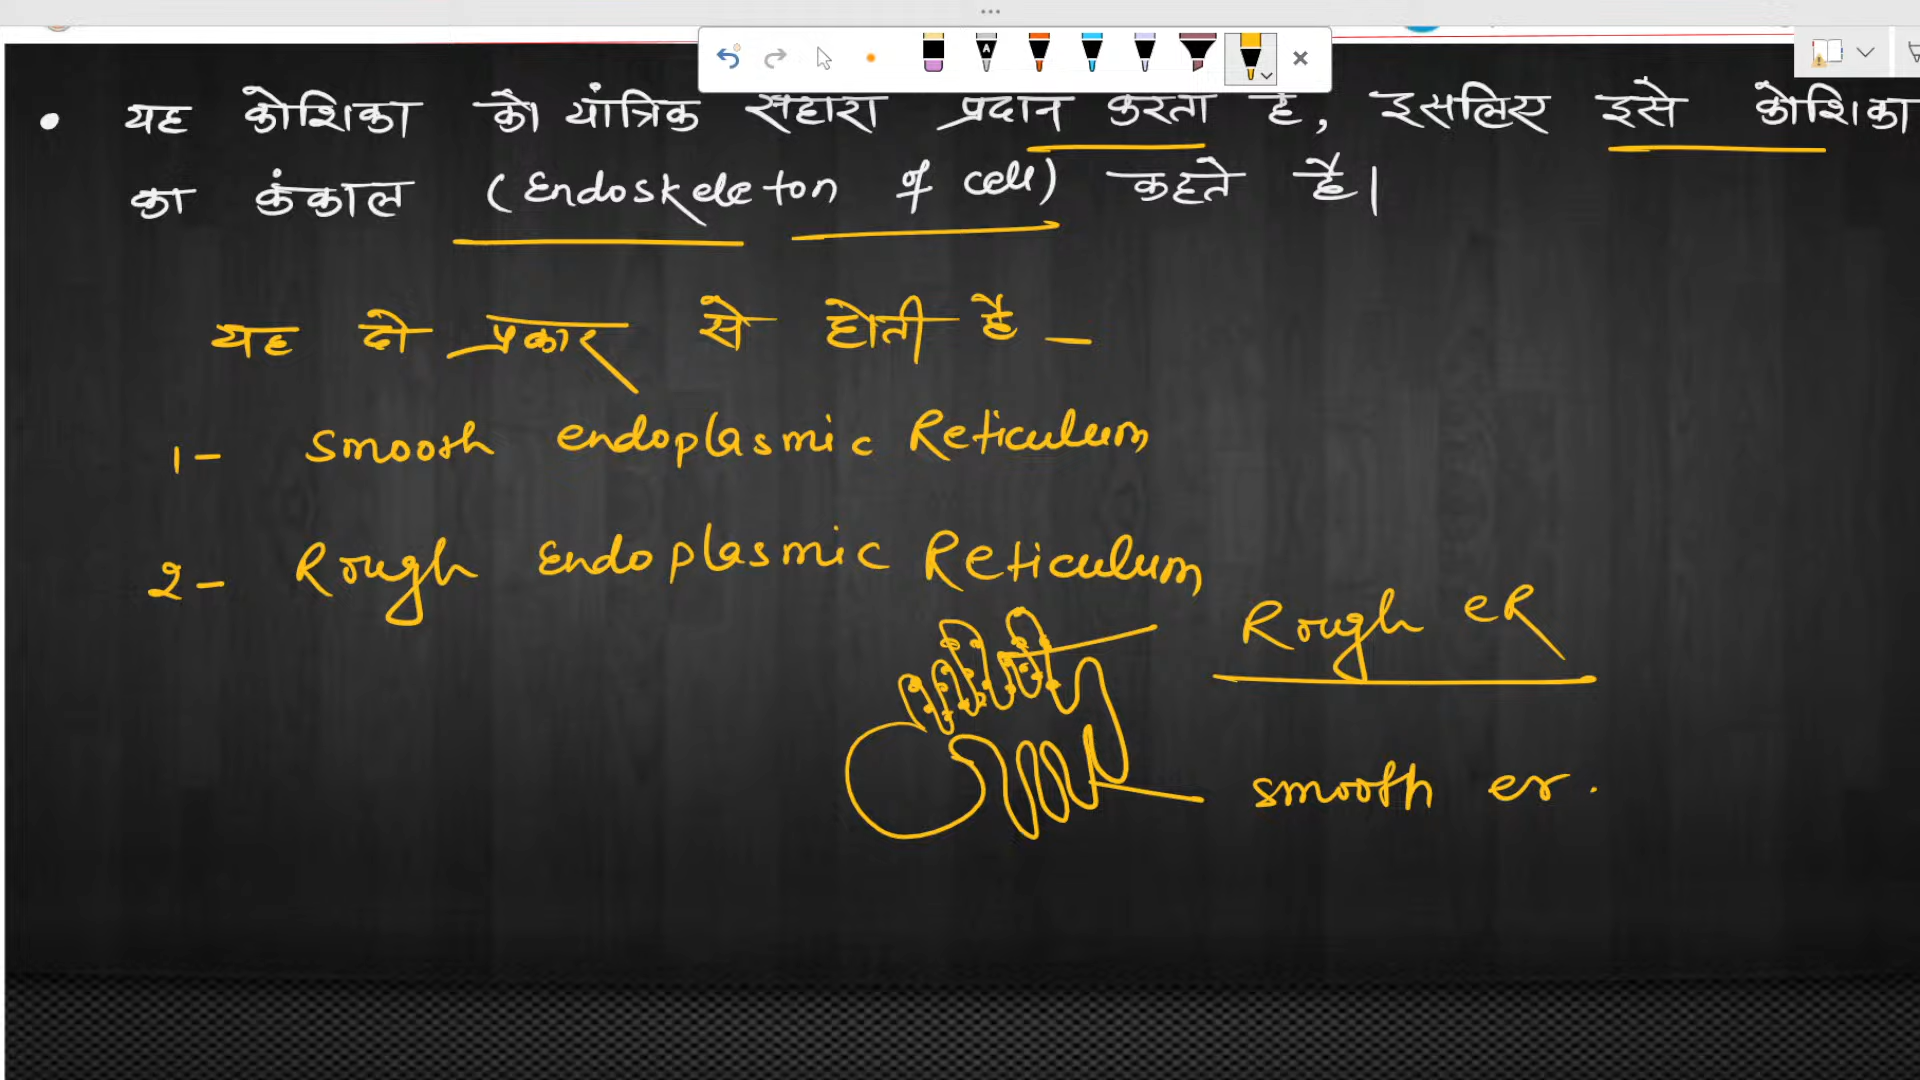 • यह कोशिका को यांत्रिक सहारा प्रदान करता है, इसलिए इसे कोशिका
का कंकाल (Endoskeleton of cell) कहते है।
यह दो प्रकार से होती है -
1- Smooth endoplasmic Reticulum
2- Rough Endoplasmic Reticulum
Rough eR
smooth er.